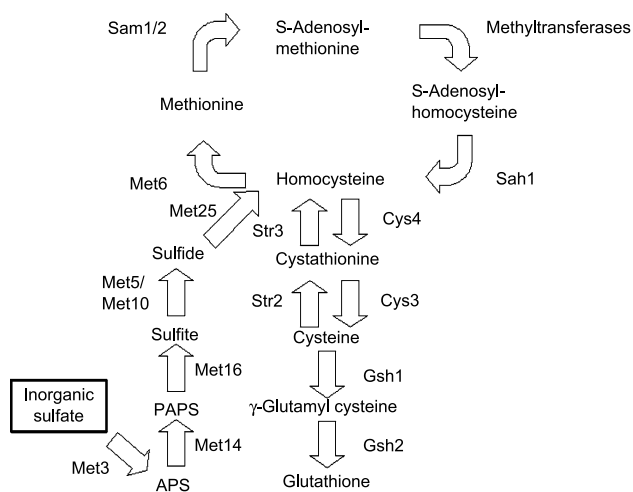 Sam1/2
S-Adenosyl-
methionine
Methyltransferases
Methionine
S-Adenosyl-
homocysteine
Met6
Homocysteine
Sah1
Met25
Str3
Cys4
Sulfide
Cystathionine
Met5/
Met10
Str2
Cys3
Sulfite
Cysteine
Met16
Gsh1
Inorganic
sulfate
PAPS
γ-Glutamyl cysteine
Met14
Gsh2
Met3
APS
Glutathione